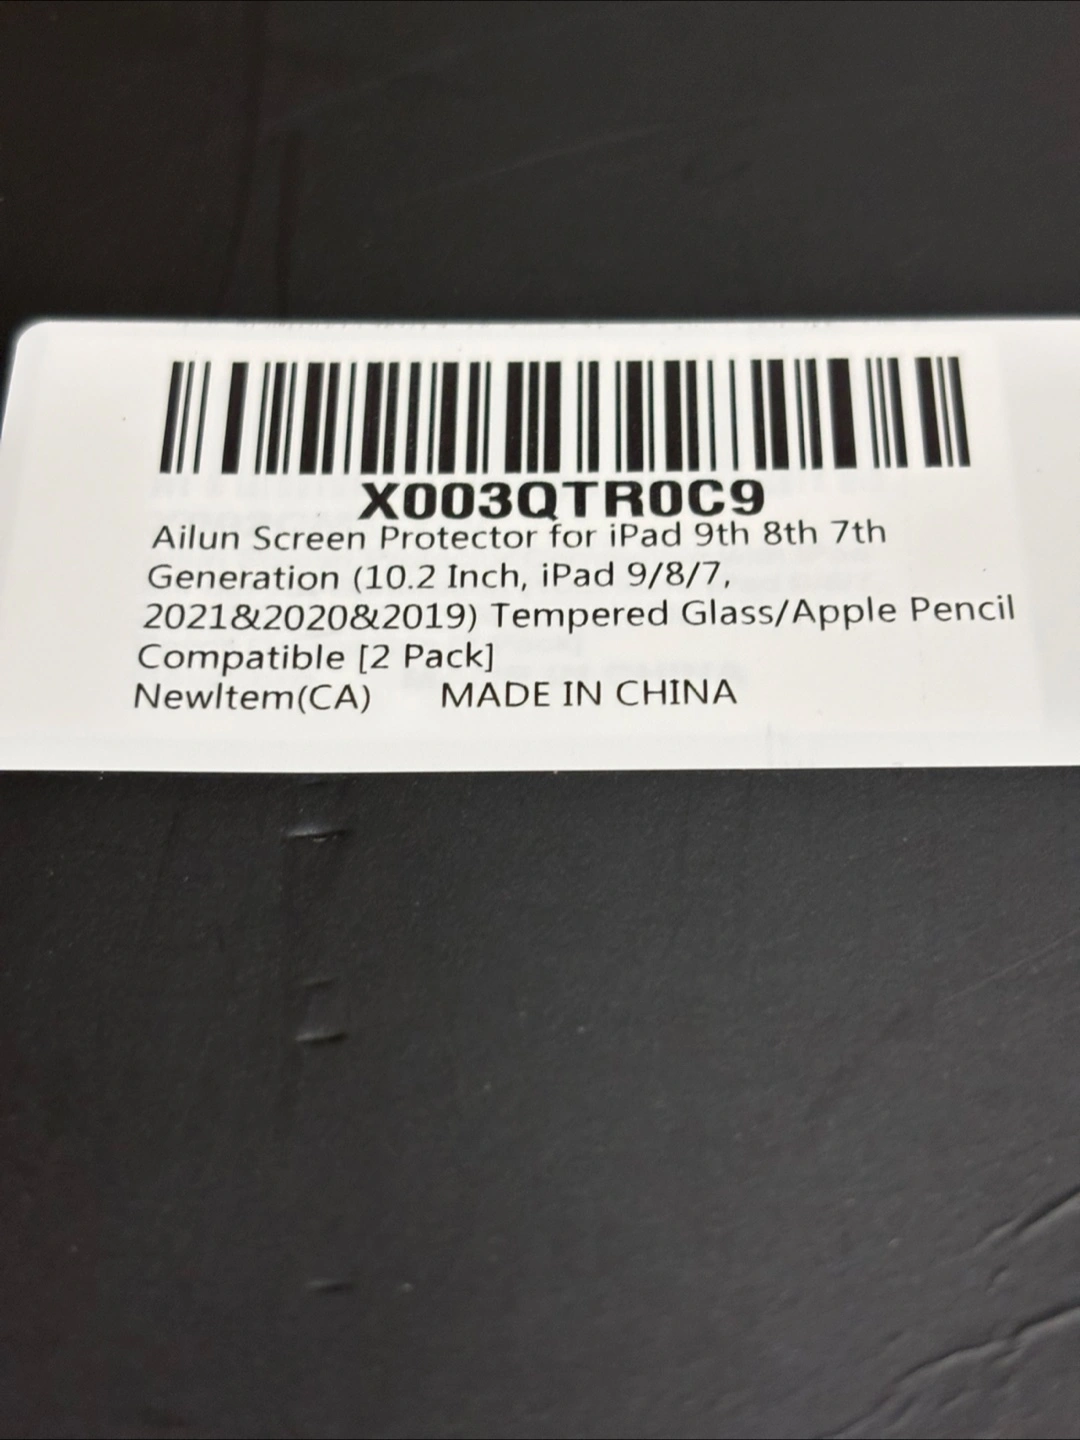 X003QTR0C9
Ailun Screen Protector for iPad 9th 8th 7th
Generation (10.2 Inch, iPad 9/8/7,
2021&2020&2019) Tempered Glass/Apple Pencil
Compatible [2 Pack]
NewItem(CA) MADE IN CHINA